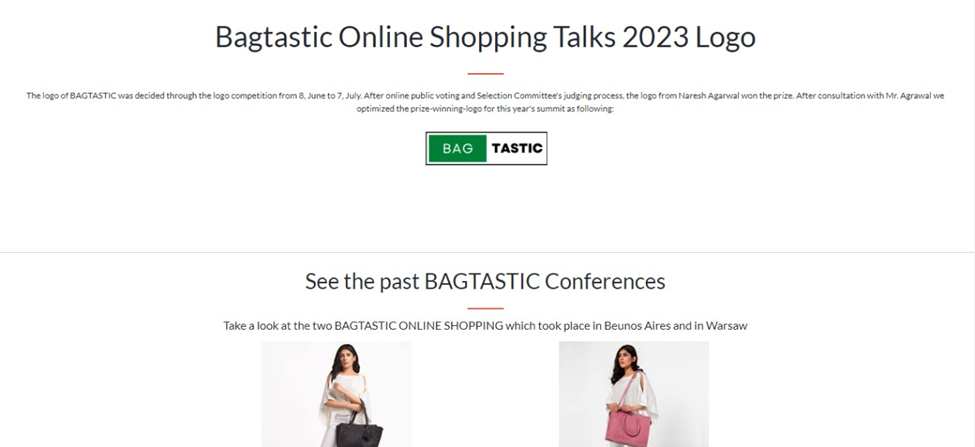 Bagtastic Online Shopping Talks 2023 Logo
The logo of BAGTASTIC was decided through the logo competition from 8, June to 7, July. After online public voting and Selection Committee's judging process, the logo from Naresh Agarwal won the prize. After consultation with Mr. Agrawal we
optimized the prize-winning-logo for this year's summit as following:
BAG TASTIC
See the past BAGTASTIC Conferences
Take a look at the two BAGTASTIC ONLINE SHOPPING which took place in Beunos Aires and in Warsaw